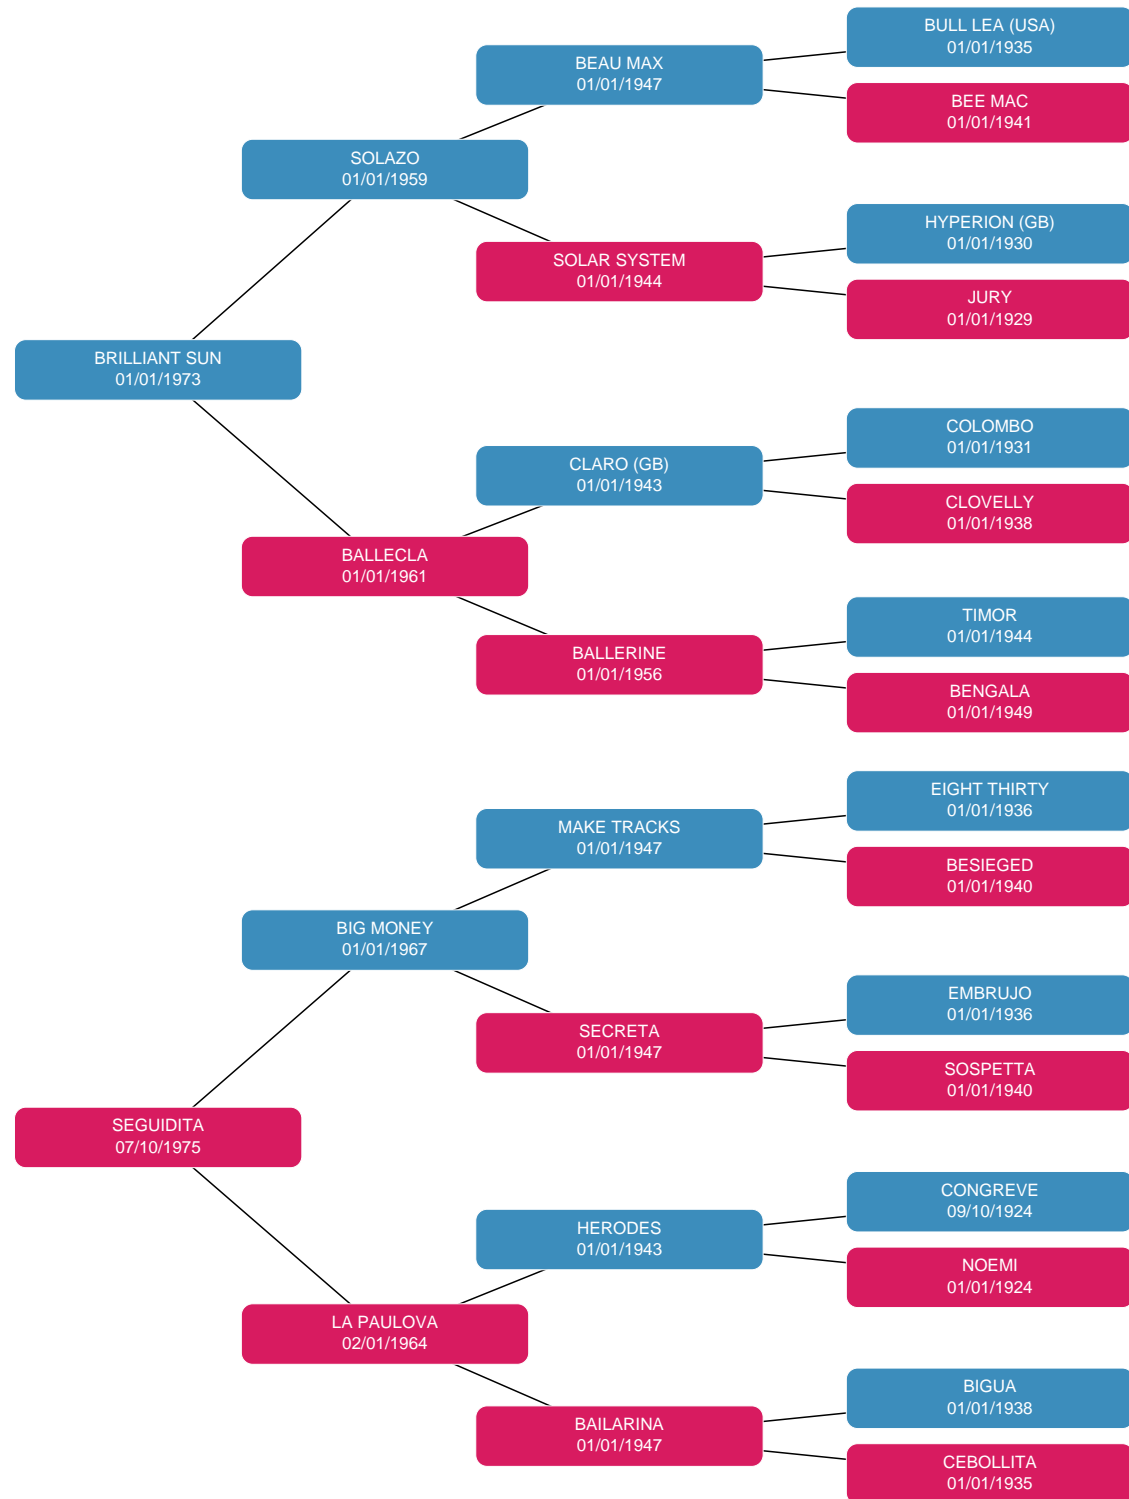 BULL LEA (USA)
01/01/1935
BEAU MAX
01/01/1947
BEE MAC
01/01/1941
SOLAZO
01/01/1959
HYPERION (GB)
01/01/1930
SOLAR SYSTEM
01/01/1944
JURY
01/01/1929
BRILLIANT SUN
01/01/1973
COLOMBO
01/01/1931
CLARO (GB)
01/01/1943
CLOVELLY
01/01/1938
BALLECLA
01/01/1961
TIMOR
01/01/1944
BALLERINE
01/01/1956
BENGALA
01/01/1949
EIGHT THIRTY
01/01/1936
MAKE TRACKS
01/01/1947
BESIEGED
01/01/1940
BIG MONEY
01/01/1967
EMBRUJO
01/01/1936
SECRETA
01/01/1947
SOSPETTA
01/01/1940
SEGUIDITA
07/10/1975
CONGREVE
09/10/1924
HERODES
01/01/1943
NOEMI
01/01/1924
LA PAULOVA
02/01/1964
BIGUA
01/01/1938
BAILARINA
01/01/1947
CEBOLLITA
01/01/1935